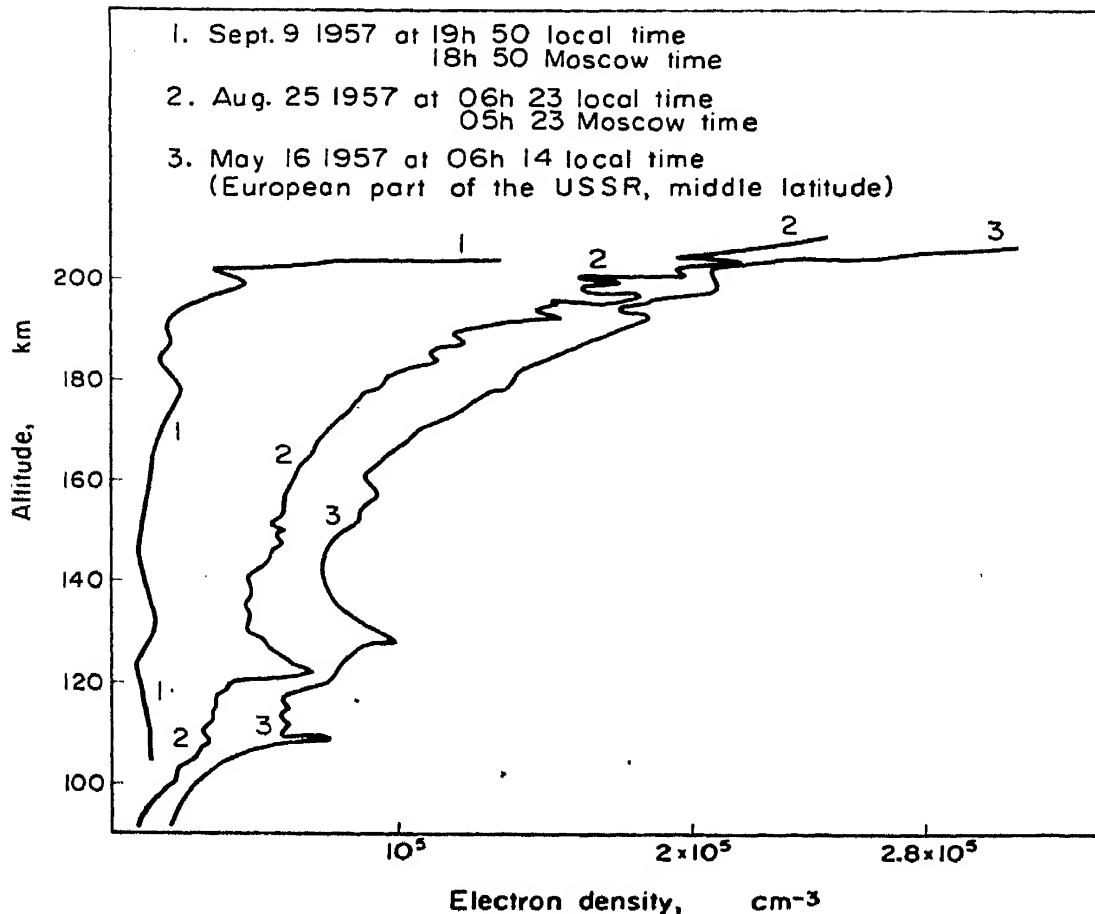 1. Sept. 9 1957 at 19h 50 local time
18h 50 Moscow time
2. Aug. 25 1957 at 06h 23 local time
05h 23 Moscow time
3. May 16 1957 at 06h 14 local time
(European part of the USSR, middle latitude)
1
2
3
2
200
180
160
140
120
100
Altitude, km
1
2
3
1
2
3
10⁵
2×10⁵
2.8×10⁵
Electron density, cm⁻³